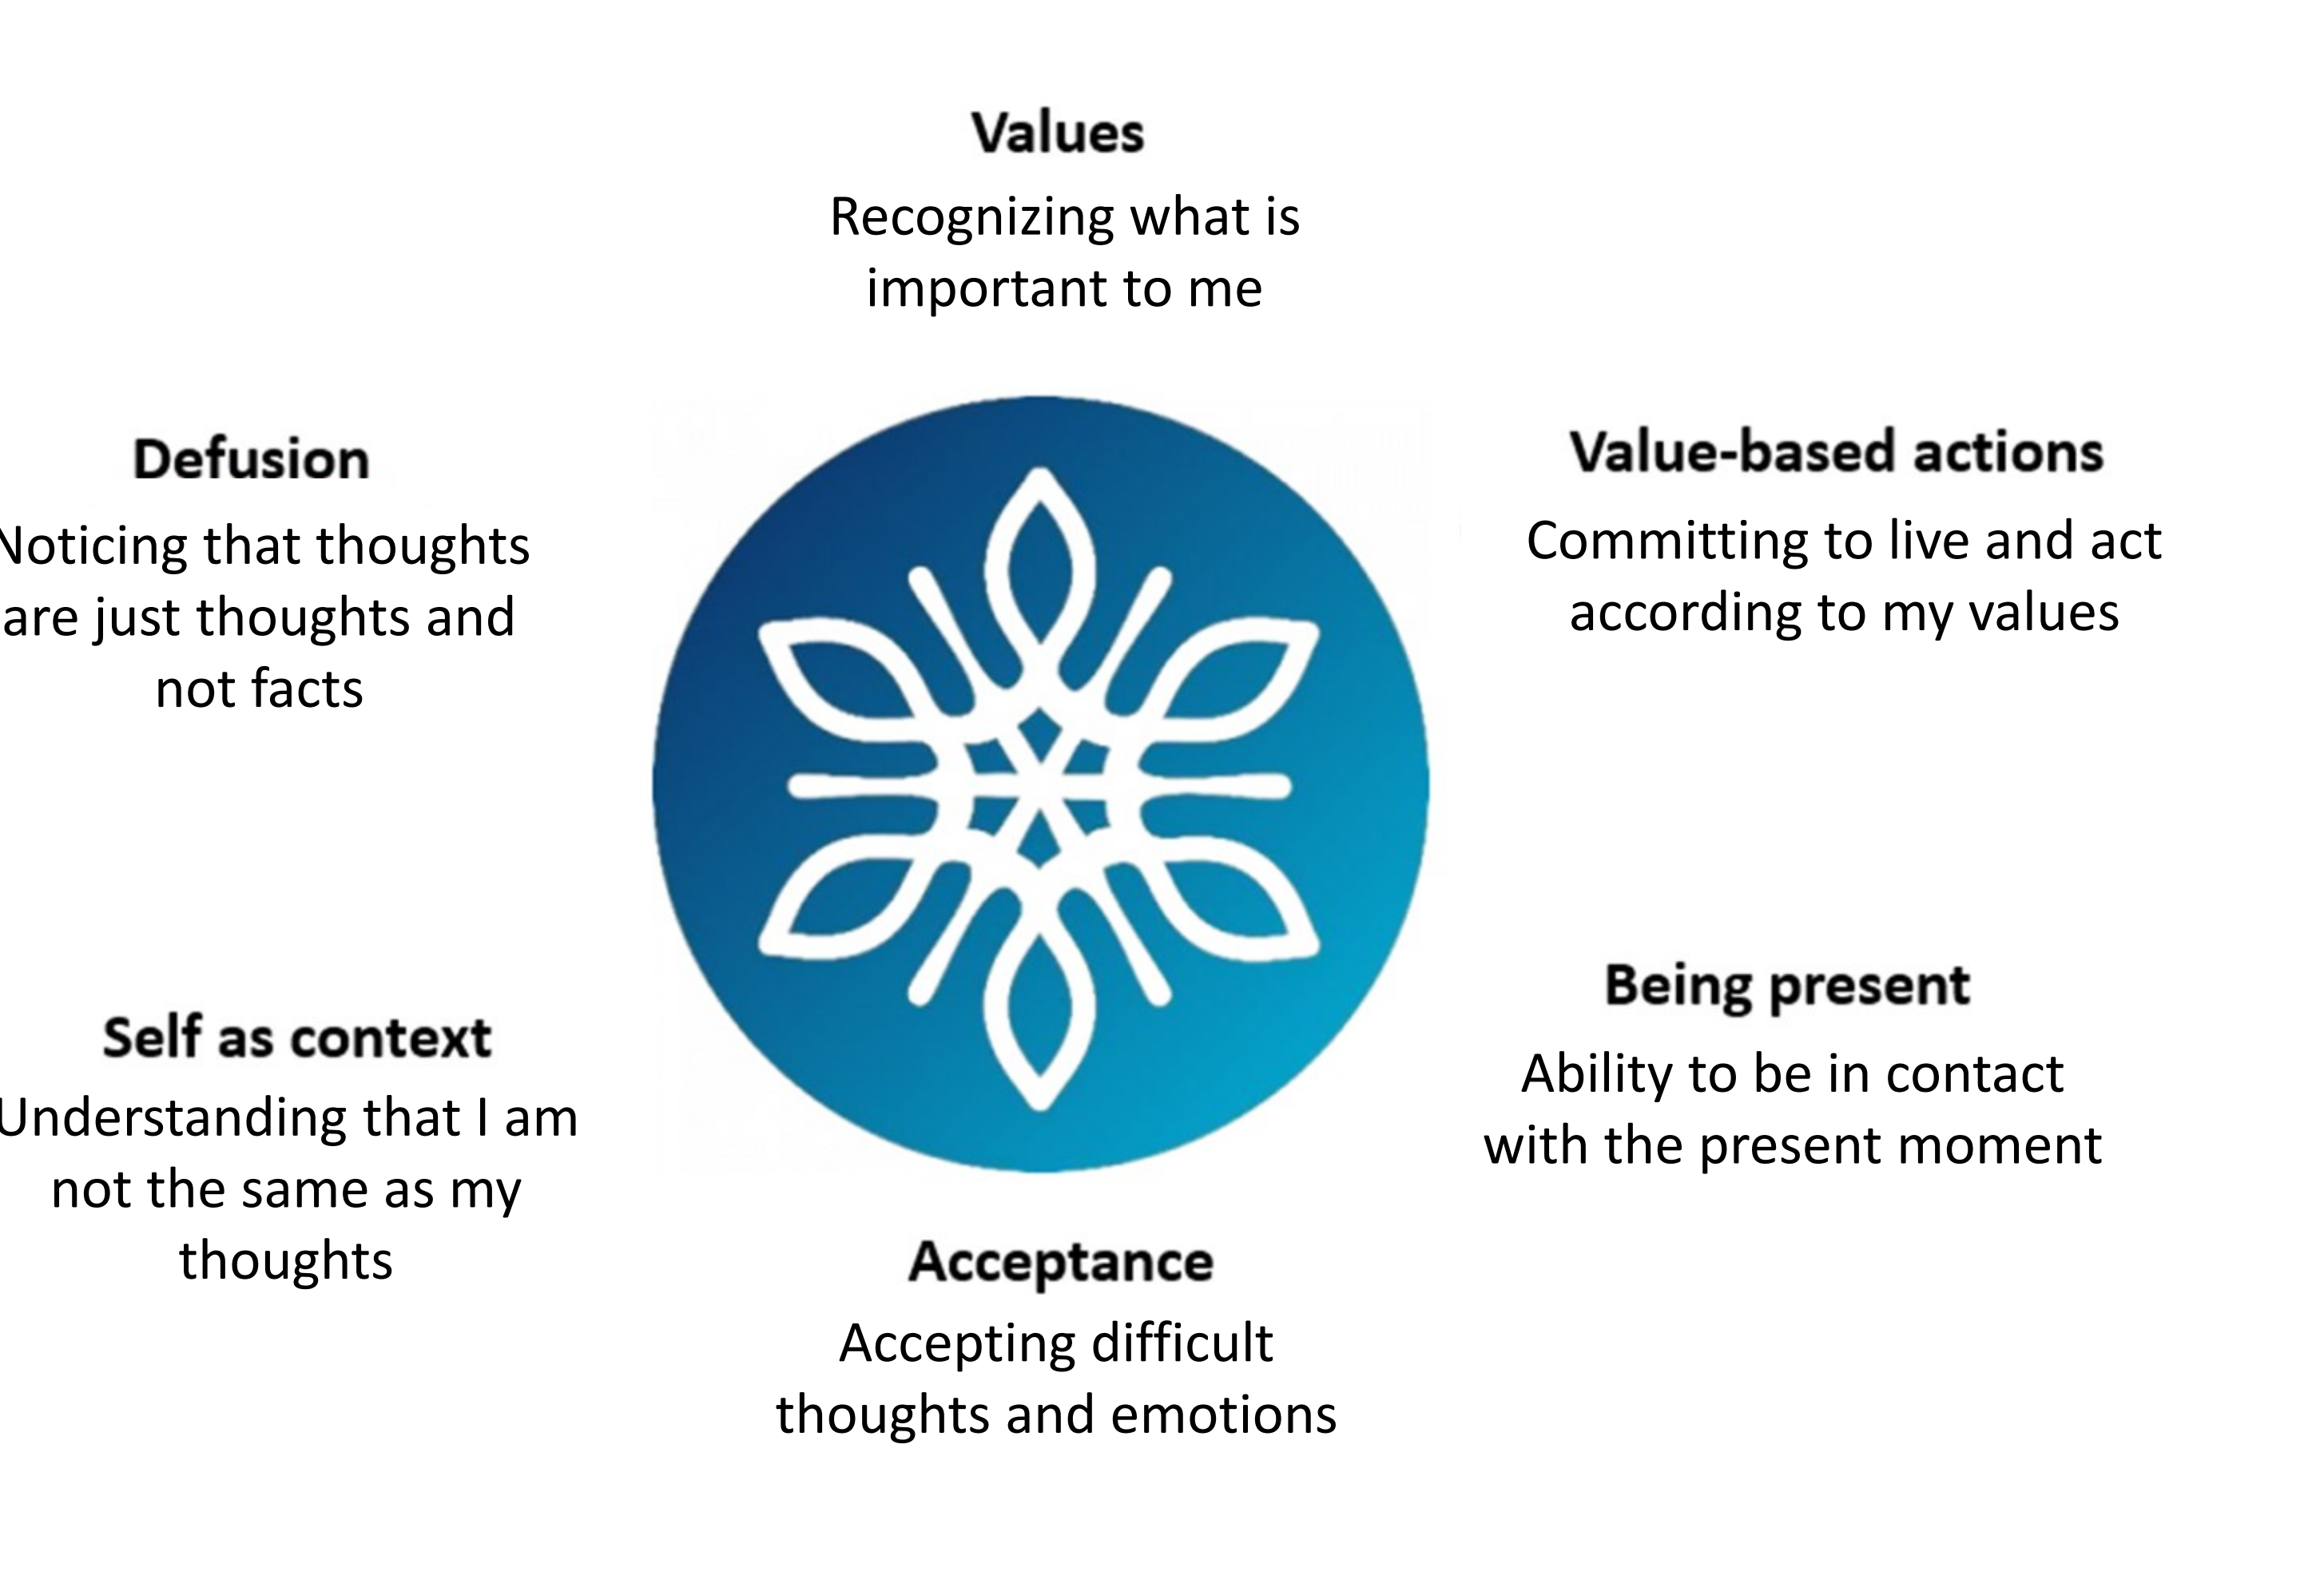 Values
Recognizing what is
important to me
Defusion
Noticing that thoughts
are just thoughts and
not facts
Value-based actions
Committing to live and act
according to my values
Self as context
Understanding that I am
not the same as my
thoughts
Being present
Ability to be in contact
with the present moment
Acceptance
Accepting difficult
thoughts and emotions